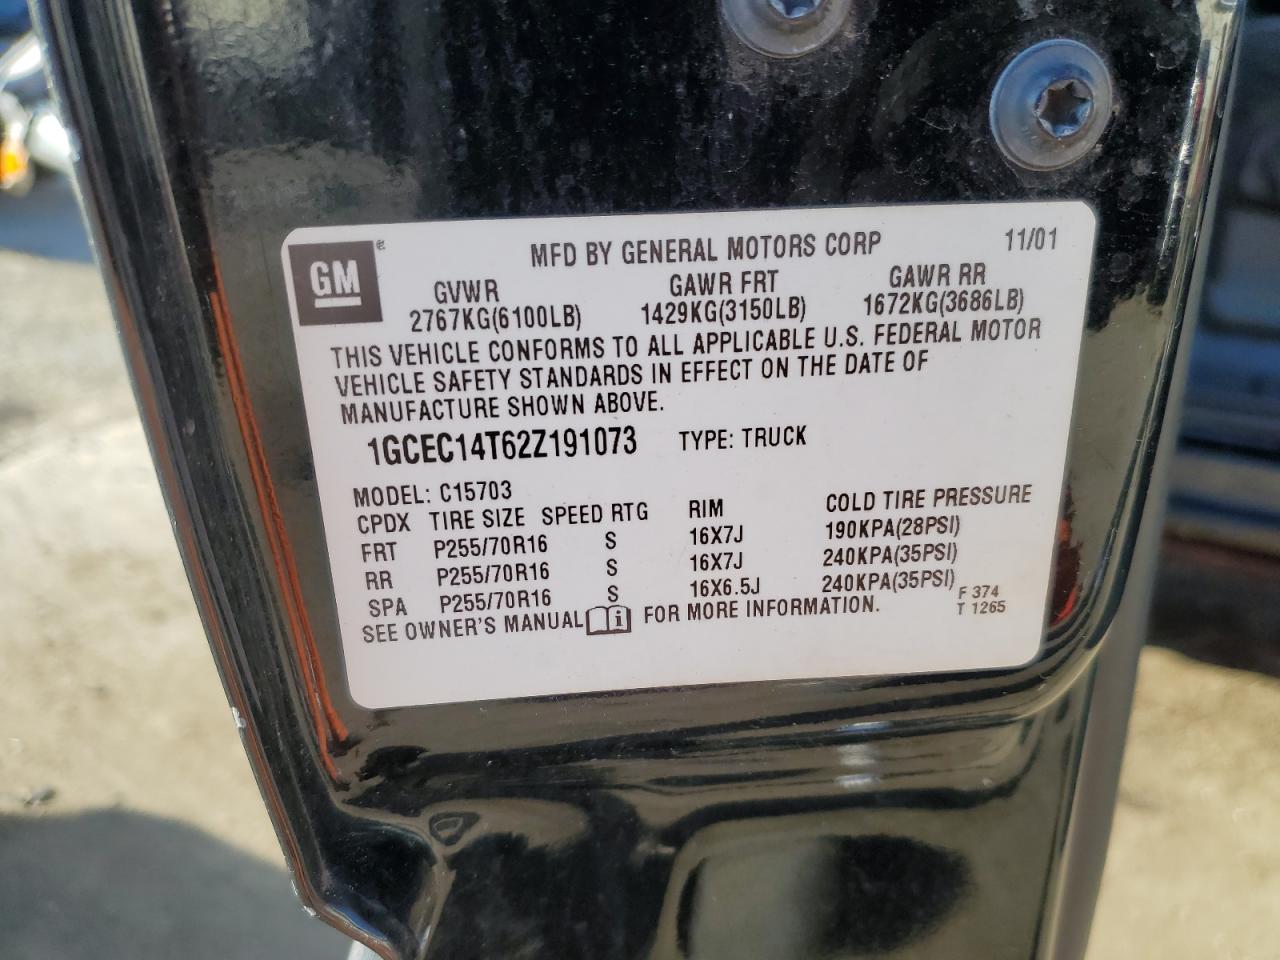 GM ®
MFD BY GENERAL MOTORS CORP 11/01
GVWR GAWR FRT GAWR RR
2767KG(6100LB) 1429KG(3150LB) 1672KG(3686LB)
THIS VEHICLE CONFORMS TO ALL APPLICABLE U.S. FEDERAL MOTOR
VEHICLE SAFETY STANDARDS IN EFFECT ON THE DATE OF
MANUFACTURE SHOWN ABOVE.
1GCEC14T62Z191073 TYPE: TRUCK
MODEL: C15703
CPDX TIRE SIZE SPEED RTG RIM COLD TIRE PRESSURE
FRT P255/70R16 S 16X7J 190KPA(28PSI)
RR P255/70R16 S 16X7J 240KPA(35PSI)
SPA P255/70R16 S 16X6.5J 240KPA(35PSI) F 374
SEE OWNER'S MANUAL i FOR MORE INFORMATION. T 1265